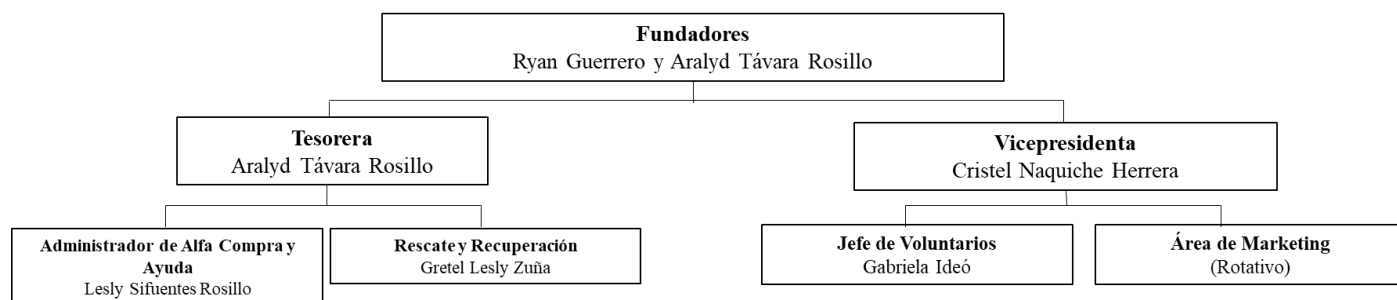 Fundadores
Ryan Guerrero y Aralyd Távara Rosillo
Tesorera
Aralyd Távara Rosillo
Vicepresidenta
Cristel Naquiche Herrera
Administrador de Alfa Compra y
Ayuda
Lesly Sifuentes Rosillo
Rescate y Recuperación
Gretel Lesly Zuña
Jefe de Voluntarios
Gabriela Ideó
Área de Marketing
(Rotativo)